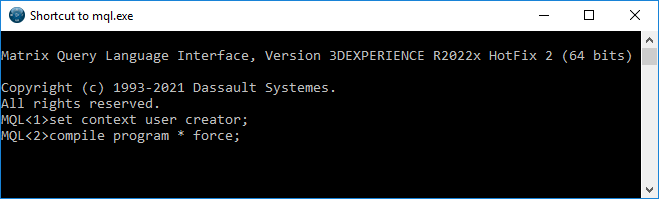 Shortcut to mql.exe
Matrix Query Language Interface, Version 3DEXPERIENCE R2022x HotFix 2 (64 bits)
Copyright (c) 1993-2021 Dassault Systemes.
All rights reserved.
MQL<1>set context user creator;
MQL<2>compile program * force;